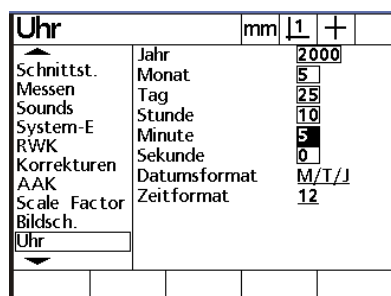 Uhr mm 1
Schnittst.
Messen
Sounds
System-E
RWK
Korrekturen
AAK
Scale Factor
Bildsch.
Uhr
Jahr 2000
Monat 5
Tag 25
Stunde 10
Minute 5
Sekunde 0
Datumsformat M/T/J
Zeitformat 12